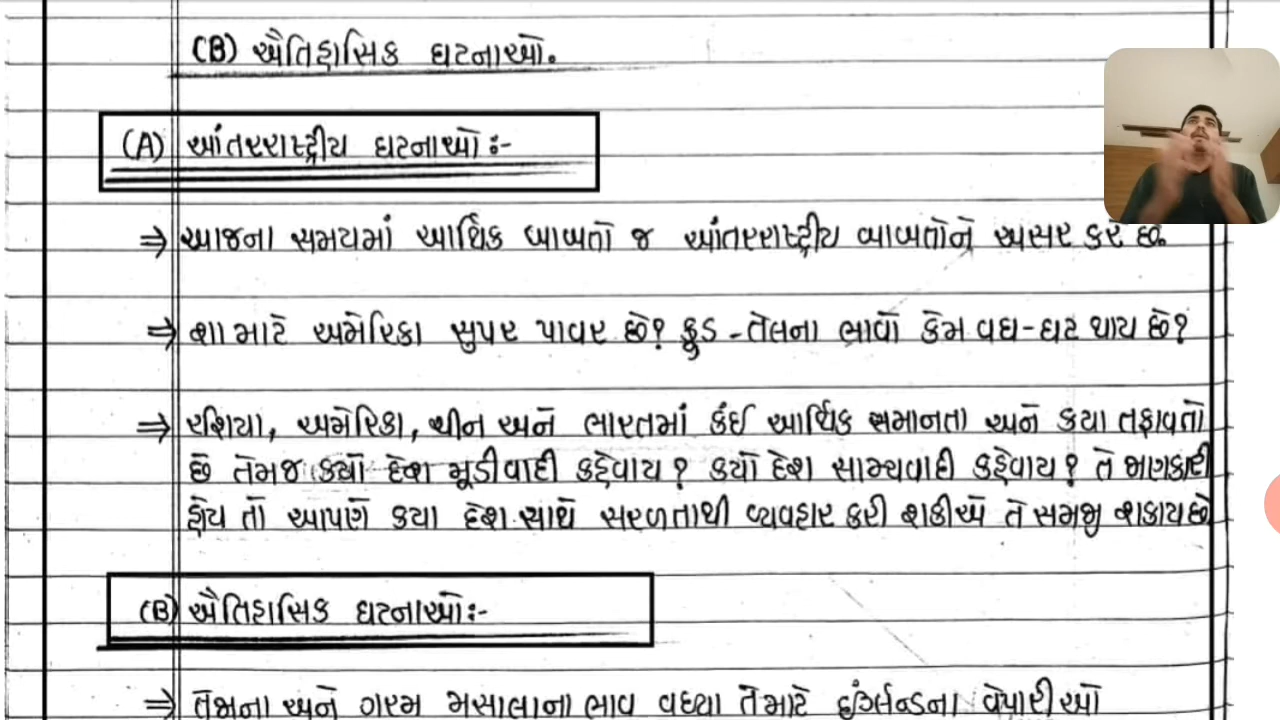 (B) ઐતિહાસિક ઘટનાઓ.
(A) આંતરરાષ્ટ્રીય ઘટનાઓ :-
⇒ આજના સમયમાં આર્થિક બાબતો જ આંતરરાષ્ટ્રીય બાબતોને અસર કરે છે.
⇒ શા માટે અમેરિકા સુપર પાવર છે? ક્રુડ - તેલના ભાવો કેમ વધ-ઘટ થાય છે?
⇒ રશિયા, અમેરિકા, ચીન અને ભારતમાં કંઈ આર્થિક સમાનતા અને કયા તફાવતો
છે તેમજ કયો દેશ મૂડીવાદી કહેવાય? કયો દેશ સામ્યવાદી કહેવાય? તે જાણકારી
હોય તો આપણે કયા દેશ સાથે સરળતાથી વ્યવહાર કરી શકીએ તે સમજી શકાય છે
(B) ઐતિહાસિક ઘટનાઓ :-
⇒ તેજાના અને ગરમ મસાલાના ભાવ વધ્યા તે માટે ઇંગ્લેન્ડના વેપારીઓ